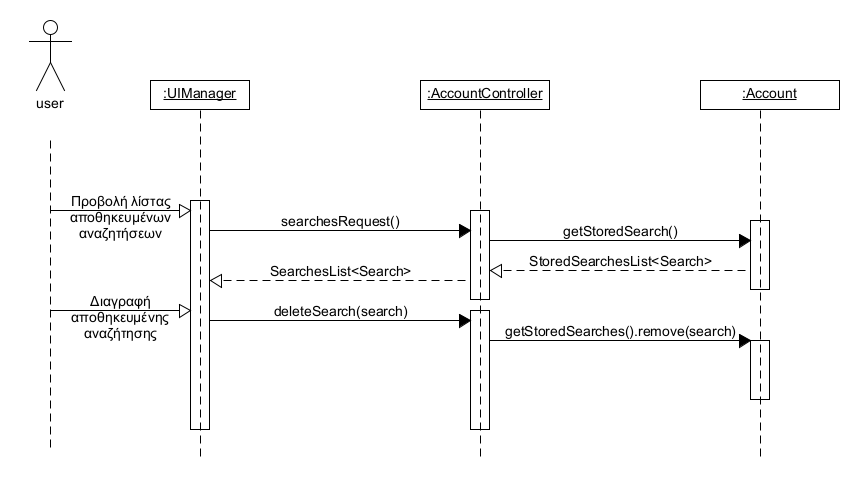 user
:UIManager
:AccountController
:Account
Προβολή λίστας
αποθηκευμένων
αναζητήσεων
searchesRequest()
getStoredSearch()
StoredSearchesList<Search>
SearchesList<Search>
Διαγραφή
αποθηκευμένης
αναζήτησης
deleteSearch(search)
getStoredSearches().remove(search)